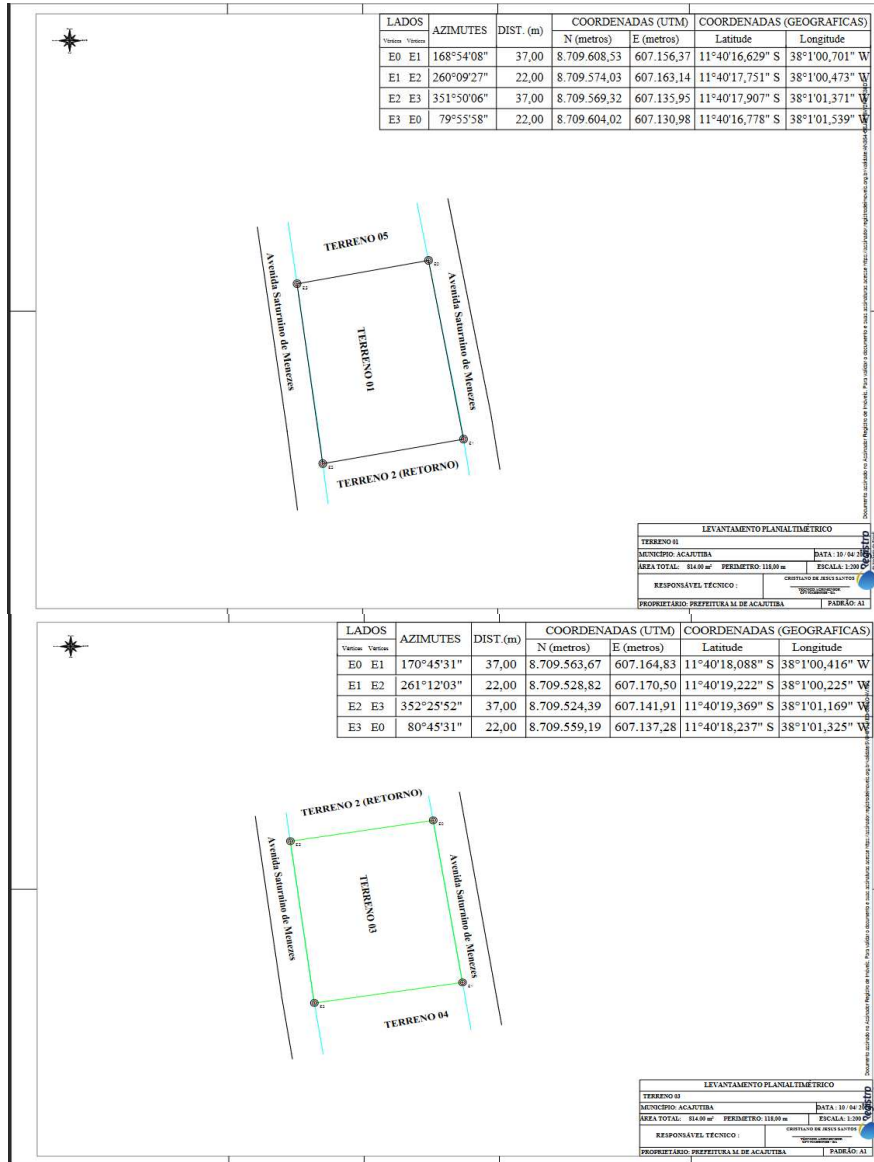 LADOS AZIMUTES DIST. (m) COORDENADAS (UTM) COORDENADAS (GEOGRAFICAS)
Vértices Vértices N (metros) E (metros) Latitude Longitude
E0 E1 168°54'08" 37,00 8.709.608,53 607.156,37 11°40'16,629" S 38°1'00,701" W
E1 E2 260°09'27" 22,00 8.709.574,03 607.163,14 11°40'17,751" S 38°1'00,473" W
E2 E3 351°50'06" 37,00 8.709.569,32 607.135,95 11°40'17,907" S 38°1'01,371" W
E3 E0 79°55'58" 22,00 8.709.604,02 607.130,98 11°40'16,778" S 38°1'01,539" W
TERRENO 05
Avenida Saturnino de Menezes
TERRENO 01
Avenida Saturnino de Menezes
TERRENO 2 (RETORNO)
LEVANTAMENTO PLANIALTIMÉTRICO
TERRENO 01
MUNICÍPIO: ACAJUTIBA DATA : 10 / 04/
ÁREA TOTAL: 814.00 m² PERIMETRO: 118,00 m ESCALA: 1:200
RESPONSÁVEL TÉCNICO : CRISTIANO DE JESUS SANTOS
PROPRIETÁRIO: PREFEITURA M. DE ACAJUTIBA PADRÃO: A1
Registro
LADOS AZIMUTES DIST.(m) COORDENADAS (UTM) COORDENADAS (GEOGRAFICAS)
Vértices Vértices N (metros) E (metros) Latitude Longitude
E0 E1 170°45'31" 37,00 8.709.563,67 607.164,83 11°40'18,088" S 38°1'00,416" W
E1 E2 261°12'03" 22,00 8.709.528,82 607.170,50 11°40'19,222" S 38°1'00,225" W
E2 E3 352°25'52" 37,00 8.709.524,39 607.141,91 11°40'19,369" S 38°1'01,169" W
E3 E0 80°45'31" 22,00 8.709.559,19 607.137,28 11°40'18,237" S 38°1'01,325" W
TERRENO 2 (RETORNO)
Avenida Saturnino de Menezes
TERRENO 03
Avenida Saturnino de Menezes
TERRENO 04
LEVANTAMENTO PLANIALTIMÉTRICO
TERRENO 03
MUNICÍPIO: ACAJUTIBA DATA : 10 / 04/
ÁREA TOTAL: 814.00 m² PERIMETRO: 118,00 m ESCALA: 1:200
RESPONSÁVEL TÉCNICO : CRISTIANO DE JESUS SANTOS
PROPRIETÁRIO: PREFEITURA M. DE ACAJUTIBA PADRÃO: A1
Registro